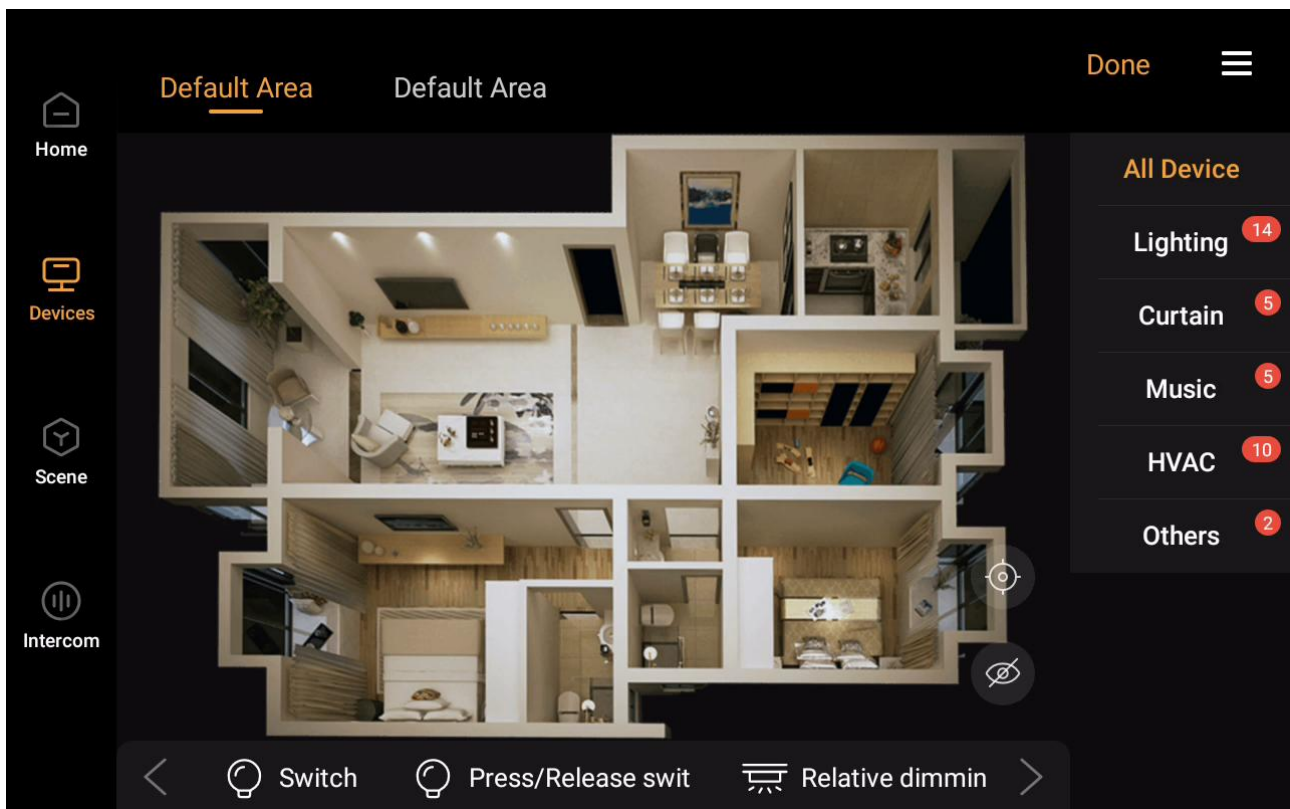 Done
Default Area
Default Area
Home
All Device
Lighting 14
Devices
Curtain 5
Music 5
Scene
HVAC 10
Others 2
Intercom
Switch
Press/Release swit
Relative dimmin